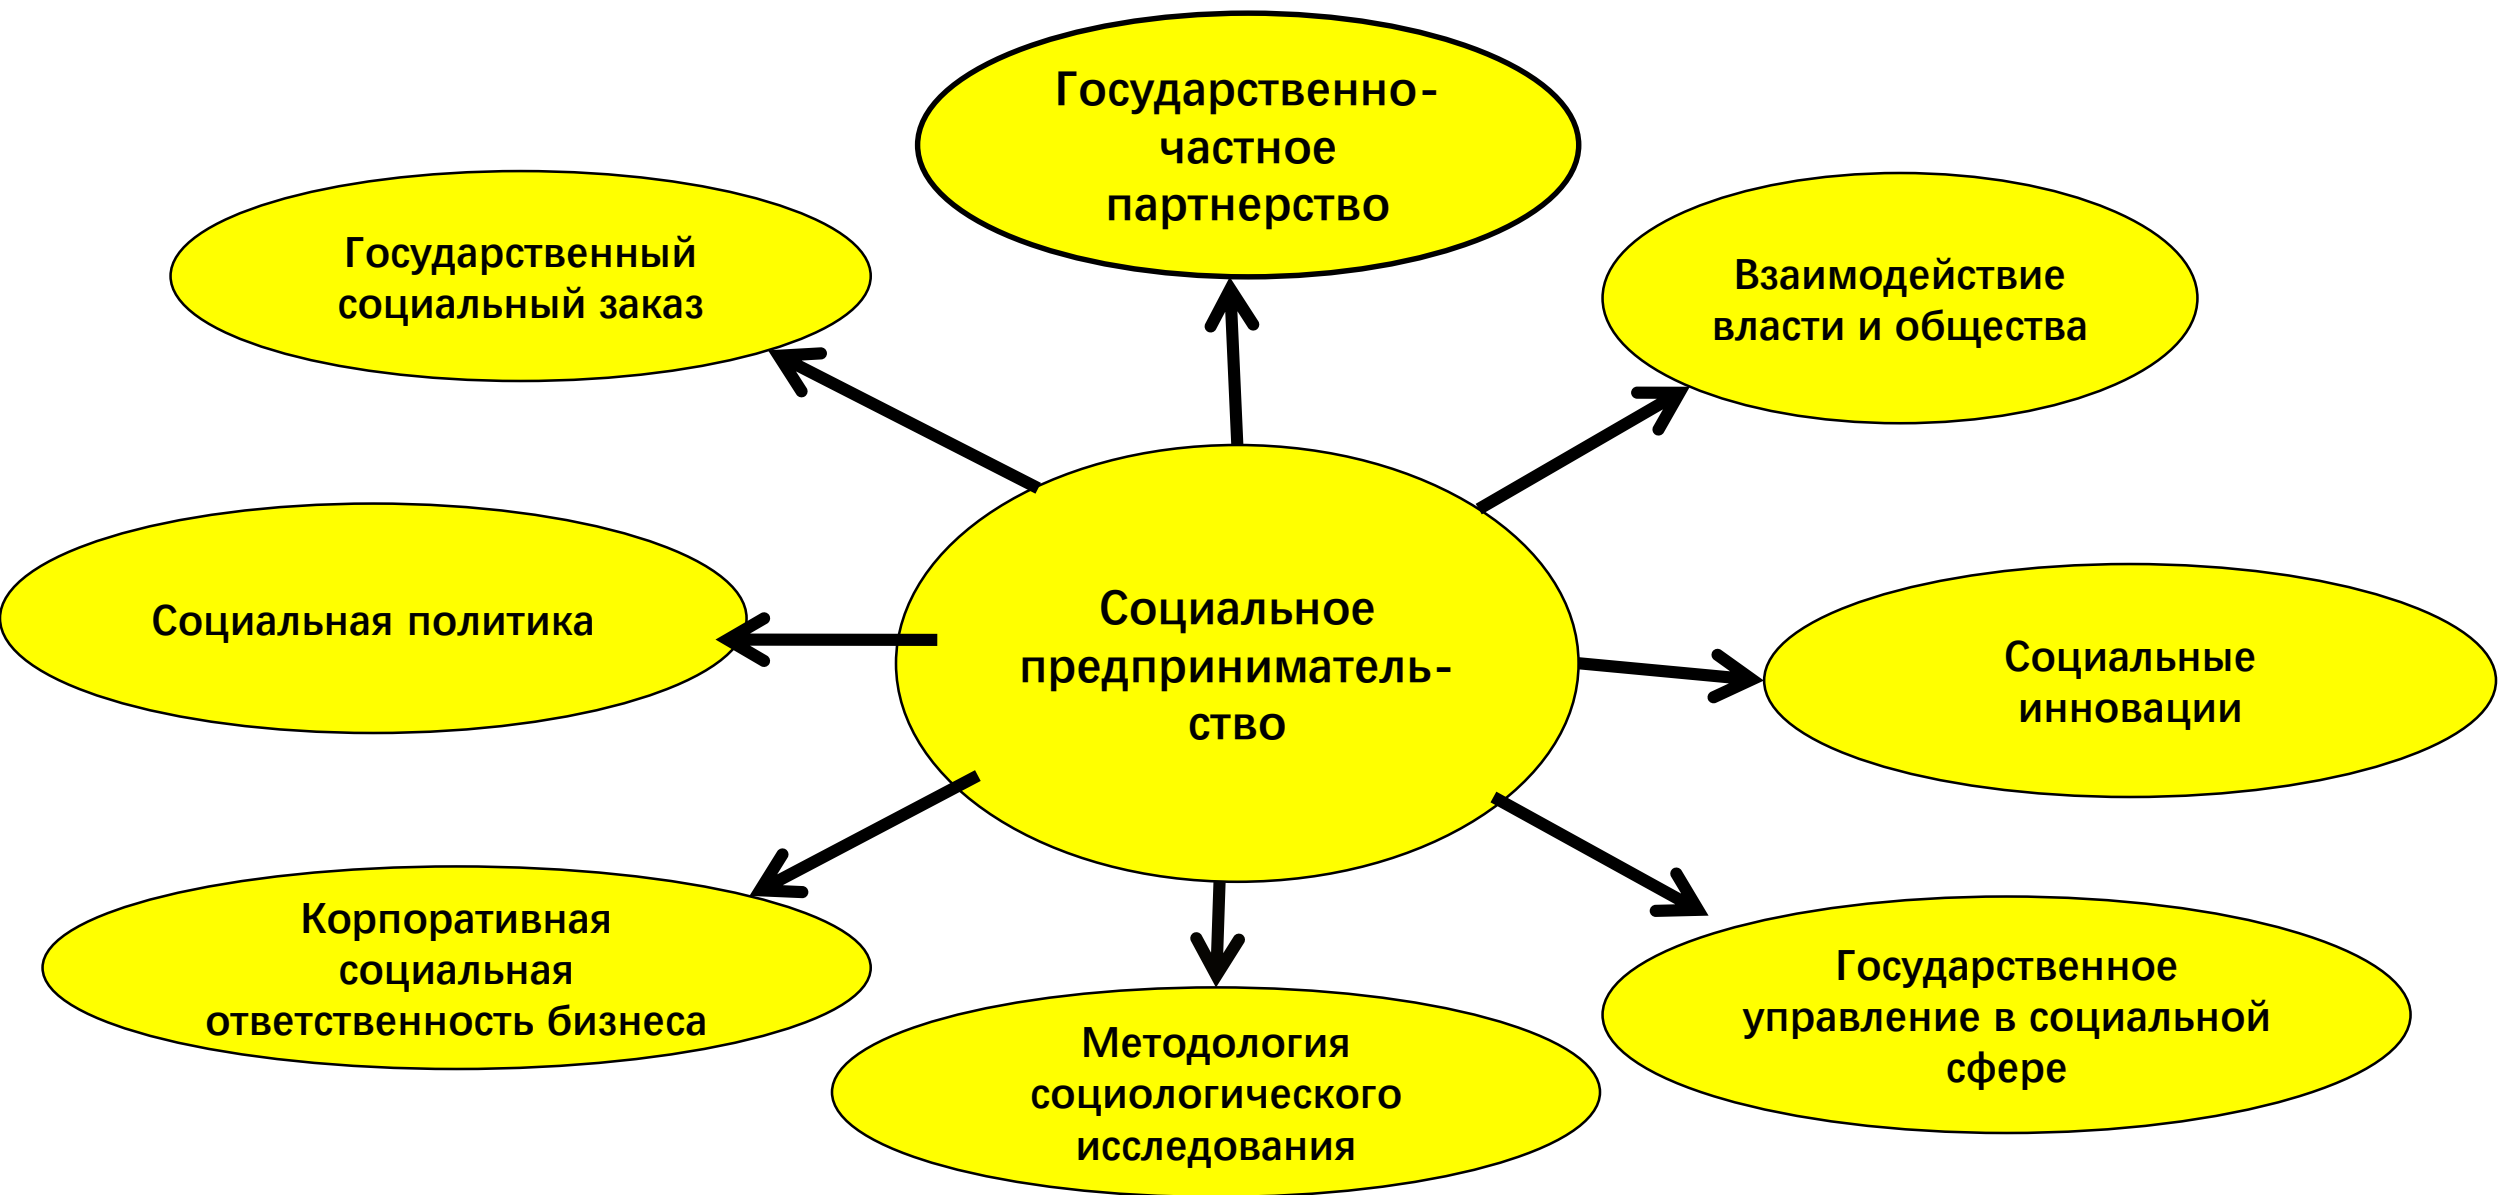 Государственно-
частное
партнерство
Государственный
социальный заказ
Взаимодействие
власти и общества
Социальное
предприниматель-
ство
Социальная политика
Социальные
инновации
Корпоративная
социальная
ответственность бизнеса
Государственное
управление в социальной
сфере
Методология
социологического
исследования